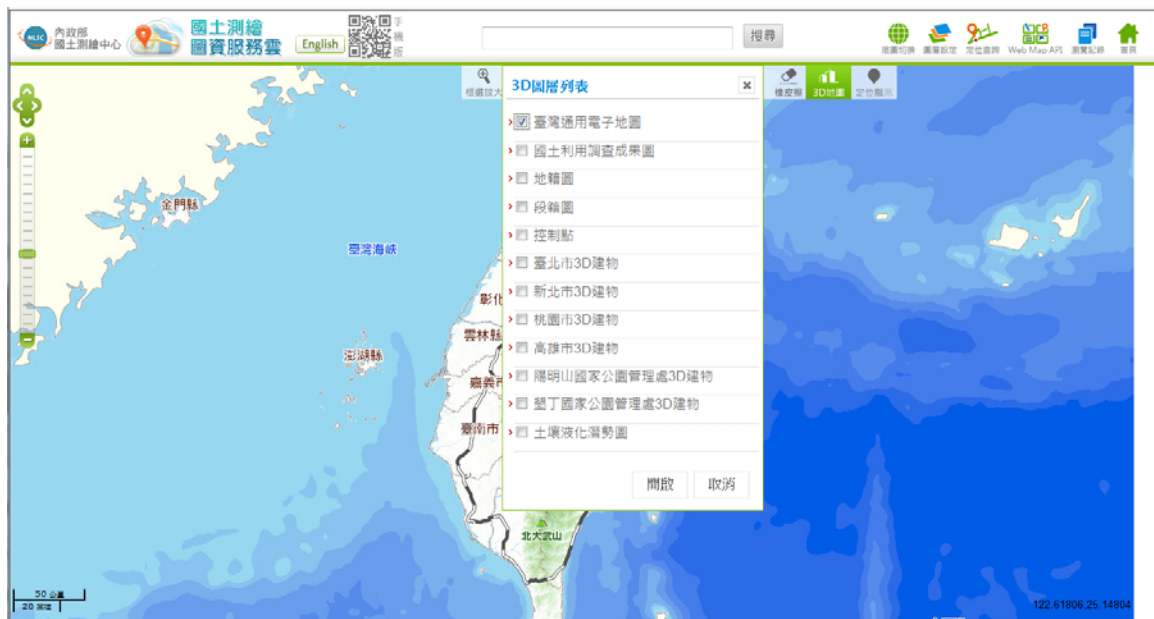 NLSC
內政部
國土測繪中心
國土測繪
圖資服務雲
English
手機版
搜尋
底圖切換
圖層設定
定位查詢
Web Map API
瀏覽記錄
首頁
框選放大
橡皮擦
3D地圖
定位顯示
3D圖層列表
臺灣通用電子地圖
國土利用調查成果圖
地籍圖
段籍圖
控制點
臺北市3D建物
新北市3D建物
桃園市3D建物
高雄市3D建物
陽明山國家公園管理處3D建物
墾丁國家公園管理處3D建物
土壤液化潛勢圖
開啟
取消
金門縣
臺灣海峽
彰化
雲林縣
澎湖縣
嘉義市
臺南市
北大武山
50 公里
20 英哩
122.61806,25.14804